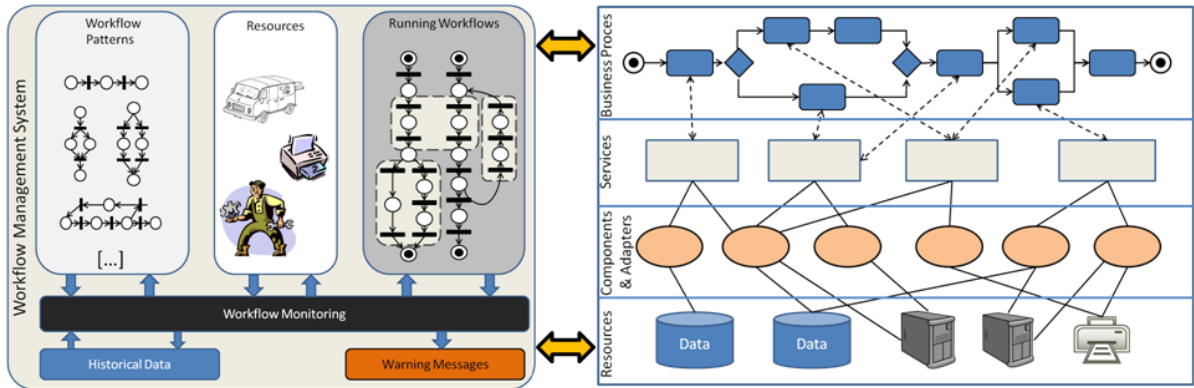 Workflow Management System
Workflow
Patterns
[...]
Resources
Running Workflows
Workflow Monitoring
Historical Data
Warning Messages
Business Proces
Services
Components
& Adapters
Resources
Data
Data